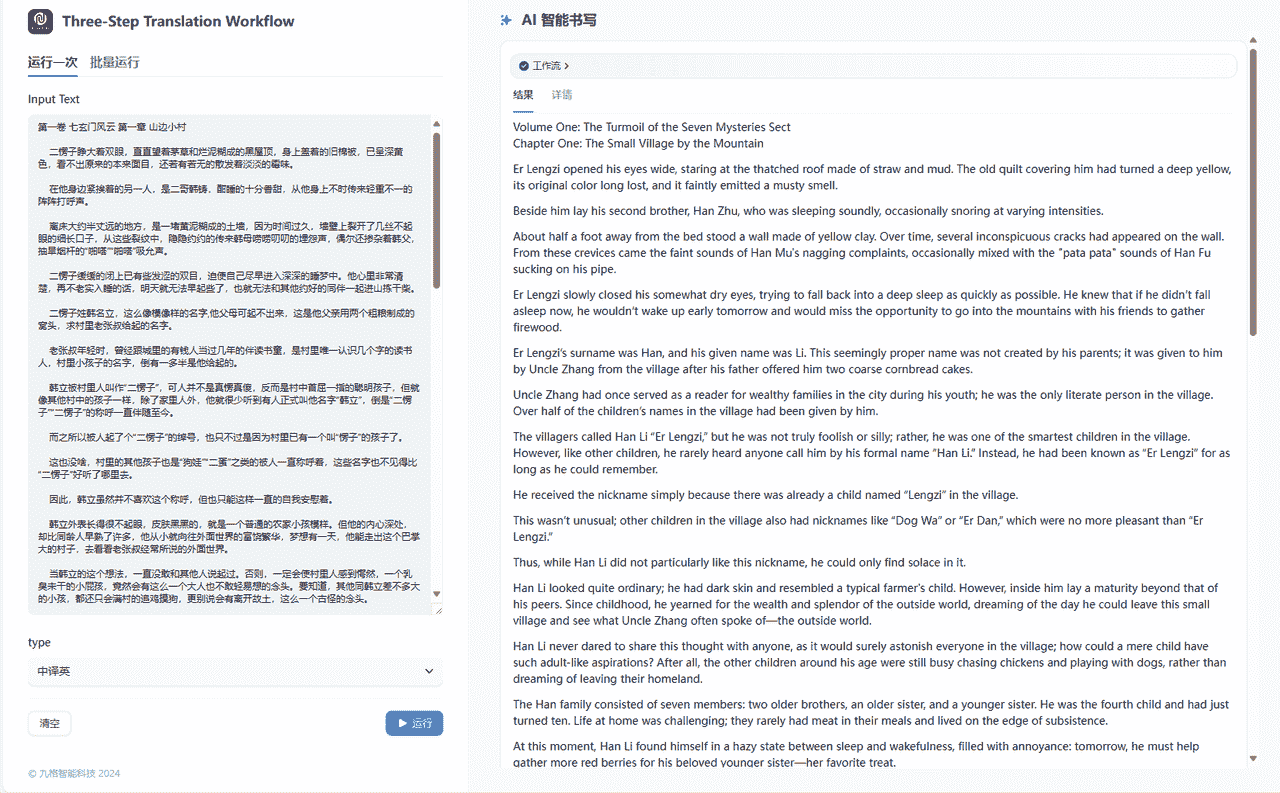 Three-Step Translation Workflow
运行一次 批量运行
Input Text
第一卷 七玄门风云 第一章 山边小村
二愣子睁大着双眼，直直望着茅草和烂泥糊成的黑屋顶，身上盖着的旧棉被，已呈深黄
色，看不出原来的本来面目，还若有若无的散发着淡淡的霉味。
在他身边紧挨着的另一人，是二哥韩铸，酣睡的十分香甜，从他身上不时传来轻重不一的
阵阵打呼声。
离床大约半丈远的地方，是一堵黄泥糊成的土墙，因为时间过久，墙壁上裂开了几丝不起
眼的细长口子，从这些裂纹中，隐隐约约的传来韩母唠唠叨叨的埋怨声，偶尔还掺杂着韩父，
抽旱烟杆的“啪嗒”“啪嗒”吸允声。
二愣子缓缓的闭上已有些发涩的双目，迫使自己尽早进入深深的睡梦中。他心里非常清
楚，再不老实入睡的话，明天就无法早起些了，也就无法和其他约好的同伴一起进山拣干柴。
二愣子姓韩名立，这么像模像样的名字,他父母可起不出来，这是他父亲用两个粗粮制成的
窝头，求村里老张叔给起的名字。
老张叔年轻时，曾经跟城里的有钱人当过几年的伴读书童，是村里唯一认识几个字的读书
人，村里小孩子的名字，倒有一多半是他给起的。
韩立被村里人叫作“二愣子”，可人并不是真愣真傻，反而是村中首屈一指的聪明孩子，但就
像其他村中的孩子一样，除了家里人外，他就很少听到有人正式叫他名字“韩立”，倒是“二愣
子”“二愣子”的称呼一直伴随至今。
而之所以被人起了个“二愣子”的绰号，也只不过是因为村里已有一个叫“愣子”的孩子了。
这也没啥，村里的其他孩子也是“狗娃”“二蛋”之类的被人一直称呼着，这些名字也不见得比
“二愣子”好听了哪里去。
因此，韩立虽然并不喜欢这个称呼，但也只能这样一直的自我安慰着。
韩立外表长得很不起眼，皮肤黑黑的，就是一个普通的农家小孩模样。但他的内心深处，
却比同龄人早熟了许多，他从小就向往外面世界的富饶繁华，梦想有一天，他能走出这个巴掌
大的村子，去看看老张叔经常所说的外面世界。
当韩立的这个想法，一直没敢和其他人说起过。否则，一定会使村里人感到愕然，一个乳
臭未干的小屁孩，竟然会有这么一个大人也不敢轻易想的念头。要知道，其他同韩立差不多大
的小孩，都还只会满村的追鸡摸狗，更别说会有离开故土，这么一个古怪的念头。
type
中译英
清空
运行
© 九格智能科技 2024
AI 智能书写
工作流
结果 详情
Volume One: The Turmoil of the Seven Mysteries Sect
Chapter One: The Small Village by the Mountain
Er Lengzi opened his eyes wide, staring at the thatched roof made of straw and mud. The old quilt covering him had turned a deep yellow,
its original color long lost, and it faintly emitted a musty smell.
Beside him lay his second brother, Han Zhu, who was sleeping soundly, occasionally snoring at varying intensities.
About half a foot away from the bed stood a wall made of yellow clay. Over time, several inconspicuous cracks had appeared on the wall.
From these crevices came the faint sounds of Han Mu's nagging complaints, occasionally mixed with the "pata pata" sounds of Han Fu
sucking on his pipe.
Er Lengzi slowly closed his somewhat dry eyes, trying to fall back into a deep sleep as quickly as possible. He knew that if he didn't fall
asleep now, he wouldn't wake up early tomorrow and would miss the opportunity to go into the mountains with his friends to gather
firewood.
Er Lengzi's surname was Han, and his given name was Li. This seemingly proper name was not created by his parents; it was given to him
by Uncle Zhang from the village after his father offered him two coarse cornbread cakes.
Uncle Zhang had once served as a reader for wealthy families in the city during his youth; he was the only literate person in the village.
Over half of the children's names in the village had been given by him.
The villagers called Han Li “Er Lengzi,” but he was not truly foolish or silly; rather, he was one of the smartest children in the village.
However, like other children, he rarely heard anyone call him by his formal name “Han Li.” Instead, he had been known as “Er Lengzi” for as
long as he could remember.
He received the nickname simply because there was already a child named “Lengzi” in the village.
This wasn't unusual; other children in the village also had nicknames like “Dog Wa” or “Er Dan,” which were no more pleasant than “Er
Lengzi.”
Thus, while Han Li did not particularly like this nickname, he could only find solace in it.
Han Li looked quite ordinary; he had dark skin and resembled a typical farmer's child. However, inside him lay a maturity beyond that of
his peers. Since childhood, he yearned for the wealth and splendor of the outside world, dreaming of the day he could leave this small
village and see what Uncle Zhang often spoke of—the outside world.
Han Li never dared to share this thought with anyone, as it would surely astonish everyone in the village; how could a mere child have
such adult-like aspirations? After all, the other children around his age were still busy chasing chickens and playing with dogs, rather than
dreaming of leaving their homeland.
The Han family consisted of seven members: two older brothers, an older sister, and a younger sister. He was the fourth child and had just
turned ten. Life at home was challenging; they rarely had meat in their meals and lived on the edge of subsistence.
At this moment, Han Li found himself in a hazy state between sleep and wakefulness, filled with annoyance: tomorrow, he must help
gather more red berries for his beloved younger sister—her favorite treat.